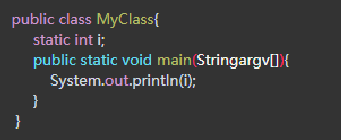 public class MyClass{
static int i;
public static void main(Stringargv[]){
System.out.println(i);
}
}